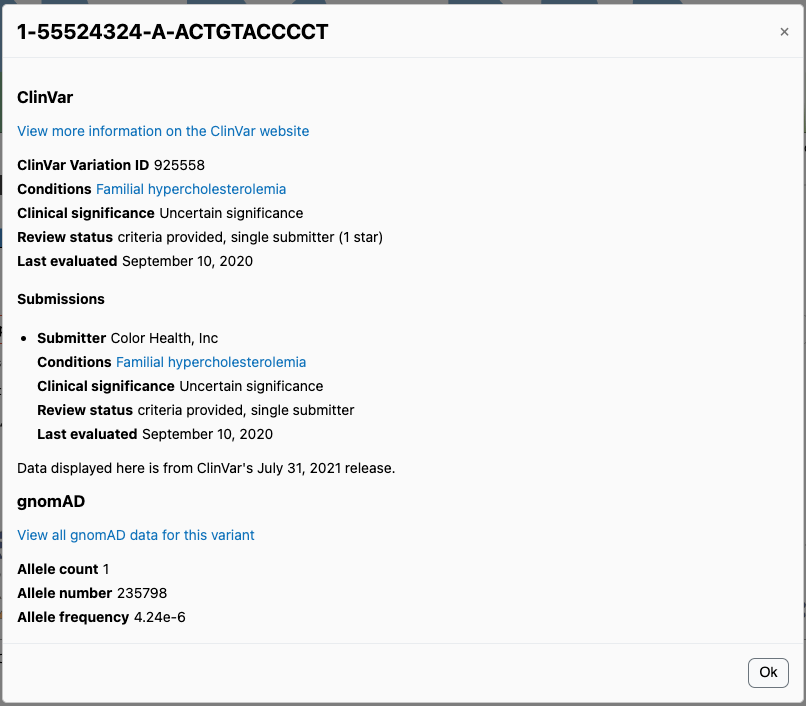 1-55524324-A-ACTGTACCCCT
×
ClinVar
View more information on the ClinVar website
ClinVar Variation ID 925558
Conditions Familial hypercholesterolemia
Clinical significance Uncertain significance
Review status criteria provided, single submitter (1 star)
Last evaluated September 10, 2020
Submissions
• Submitter Color Health, Inc
Conditions Familial hypercholesterolemia
Clinical significance Uncertain significance
Review status criteria provided, single submitter
Last evaluated September 10, 2020
Data displayed here is from ClinVar's July 31, 2021 release.
gnomAD
View all gnomAD data for this variant
Allele count 1
Allele number 235798
Allele frequency 4.24e-6
Ok